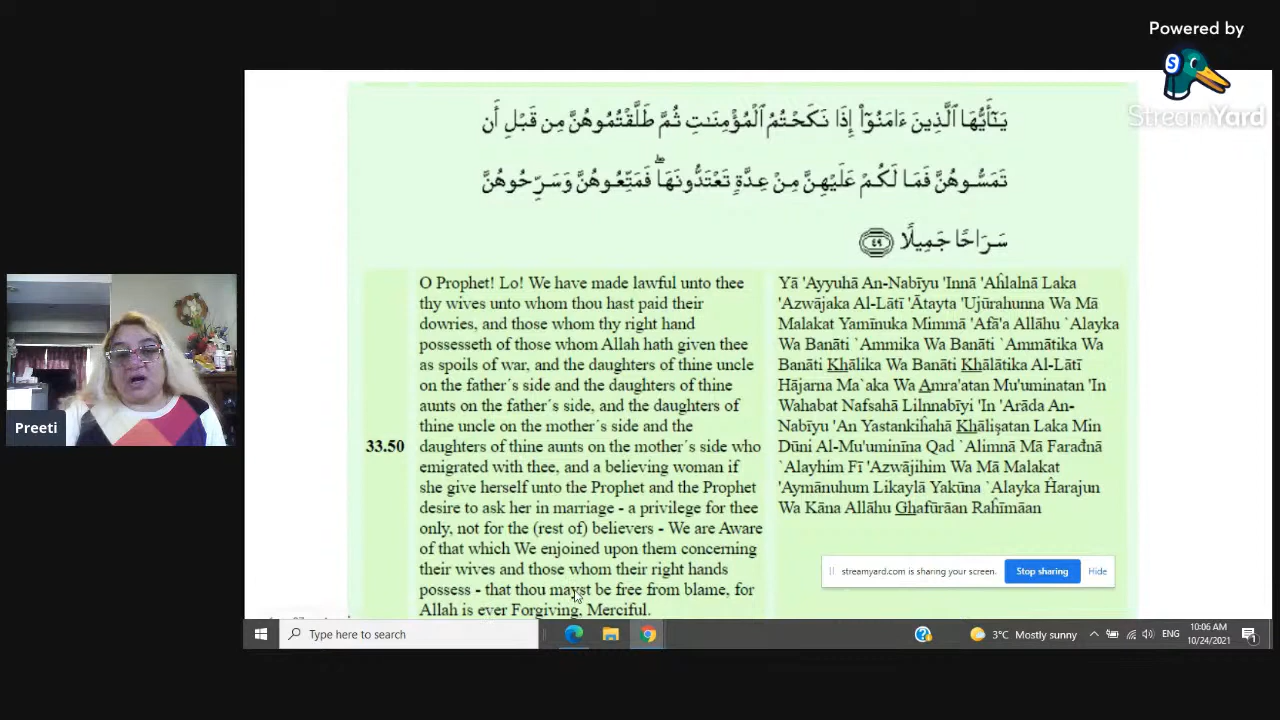 Powered by
StreamYard
يَٰٓأَيُّهَا ٱلَّذِينَ ءَامَنُوٓا۟ إِذَا نَكَحْتُمُ ٱلْمُؤْمِنَٰتِ ثُمَّ طَلَّقْتُمُوهُنَّ مِن قَبْلِ أَن
تَمَسُّوهُنَّ فَمَا لَكُمْ عَلَيْهِنَّ مِنْ عِدَّةٍ تَعْتَدُّونَهَا ۖ فَمَتِّعُوهُنَّ وَسَرِّحُوهُنَّ
سَرَاحًا جَمِيلًا ٤٩
33.50
O Prophet! Lo! We have made lawful unto thee
thy wives unto whom thou hast paid their
dowries, and those whom thy right hand
possesseth of those whom Allah hath given thee
as spoils of war, and the daughters of thine uncle
on the father´s side and the daughters of thine
aunts on the father´s side, and the daughters of
thine uncle on the mother´s side and the
daughters of thine aunts on the mother´s side who
emigrated with thee, and a believing woman if
she give herself unto the Prophet and the Prophet
desire to ask her in marriage - a privilege for thee
only, not for the (rest of) believers - We are Aware
of that which We enjoined upon them concerning
their wives and those whom their right hands
possess - that thou mayst be free from blame, for
Allah is ever Forgiving, Merciful.
Yā 'Ayyuhā An-Nabīyu 'Innā 'Aĥlalnā Laka
'Azwājaka Al-Lātī 'Ātayta 'Ujūrahunna Wa Mā
Malakat Yamīnuka Mimmā 'Afā'a Allāhu `Alayka
Wa Banāti `Ammika Wa Banāti `Ammātika Wa
Banāti Khālika Wa Banāti Khālātika Al-Lātī
Hājarna Ma`aka Wa Amra'atan Mu'uminatan 'In
Wahabat Nafsahā Lilnnabīyi 'In 'Arāda An-
Nabīyu 'An Yastankiĥahā Khālişatan Laka Min
Dūni Al-Mu'uminīna Qad `Alimnā Mā Farađnā
`Alayhim Fī 'Azwājihim Wa Mā Malakat
'Aymānuhum Likaylā Yakūna `Alayka Ĥarajun
Wa Kāna Allāhu Ghafūrāan Raĥīmāan
streamyard.com is sharing your screen.
Stop sharing
Hide
Preeti
Type here to search
3°C Mostly sunny
ENG
10:06 AM
10/24/2021